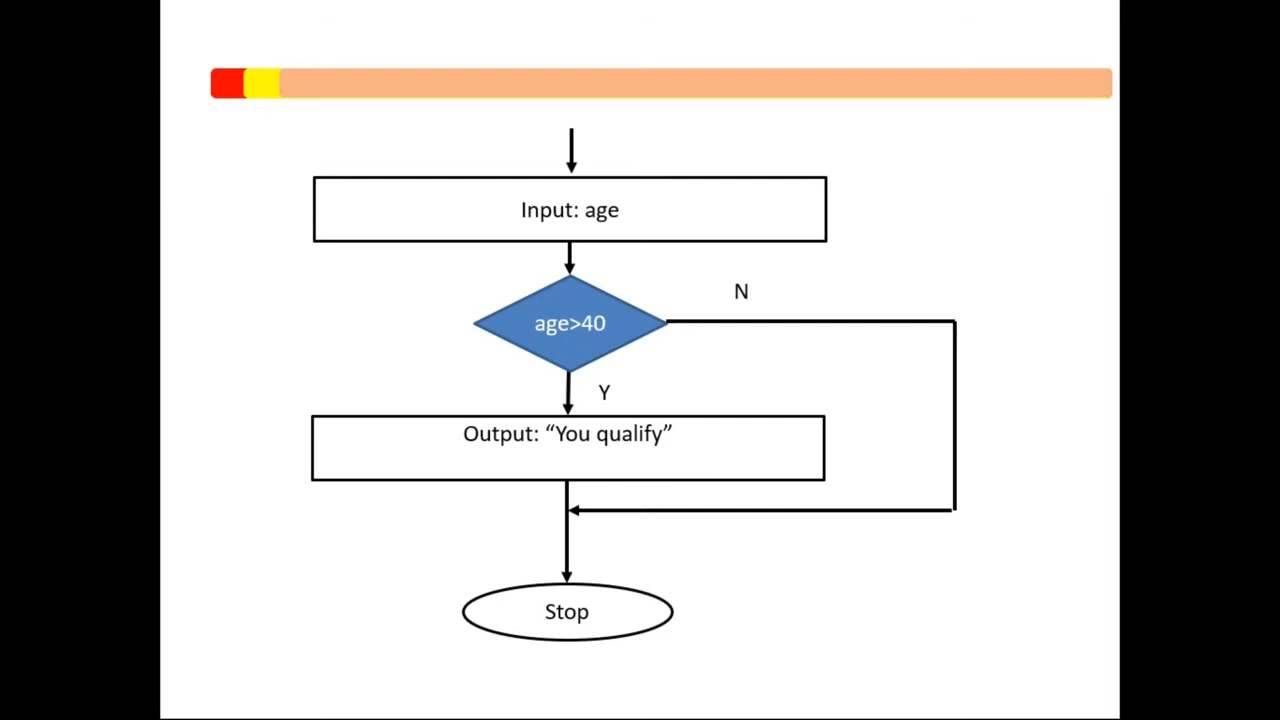 Input: age
age>40
N
Y
Output: “You qualify”
Stop